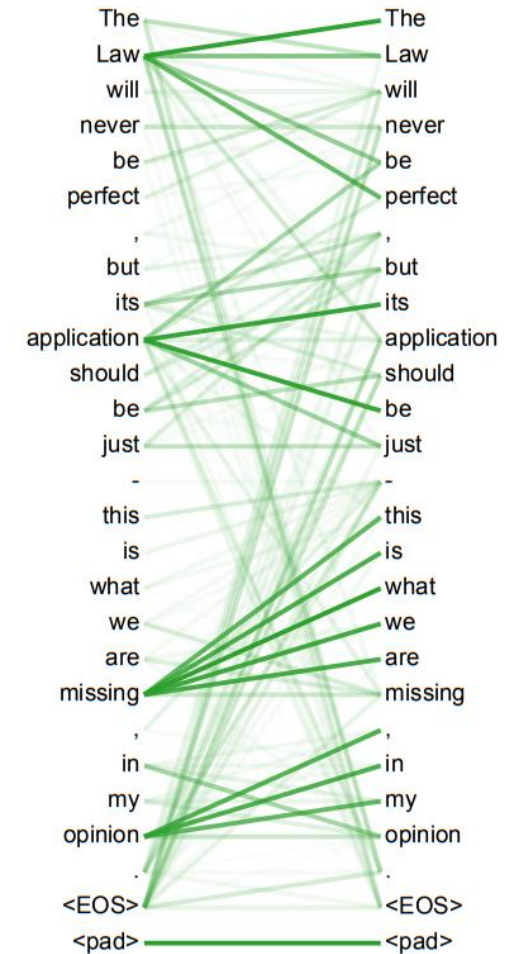 The The
Law Law
will will
never never
be be
perfect perfect
, ,
but but
its its
application application
should should
be be
just just
- -
this this
is is
what what
we we
are are
missing missing
, ,
in in
my my
opinion opinion
. .
<EOS> <EOS>
<pad> <pad>